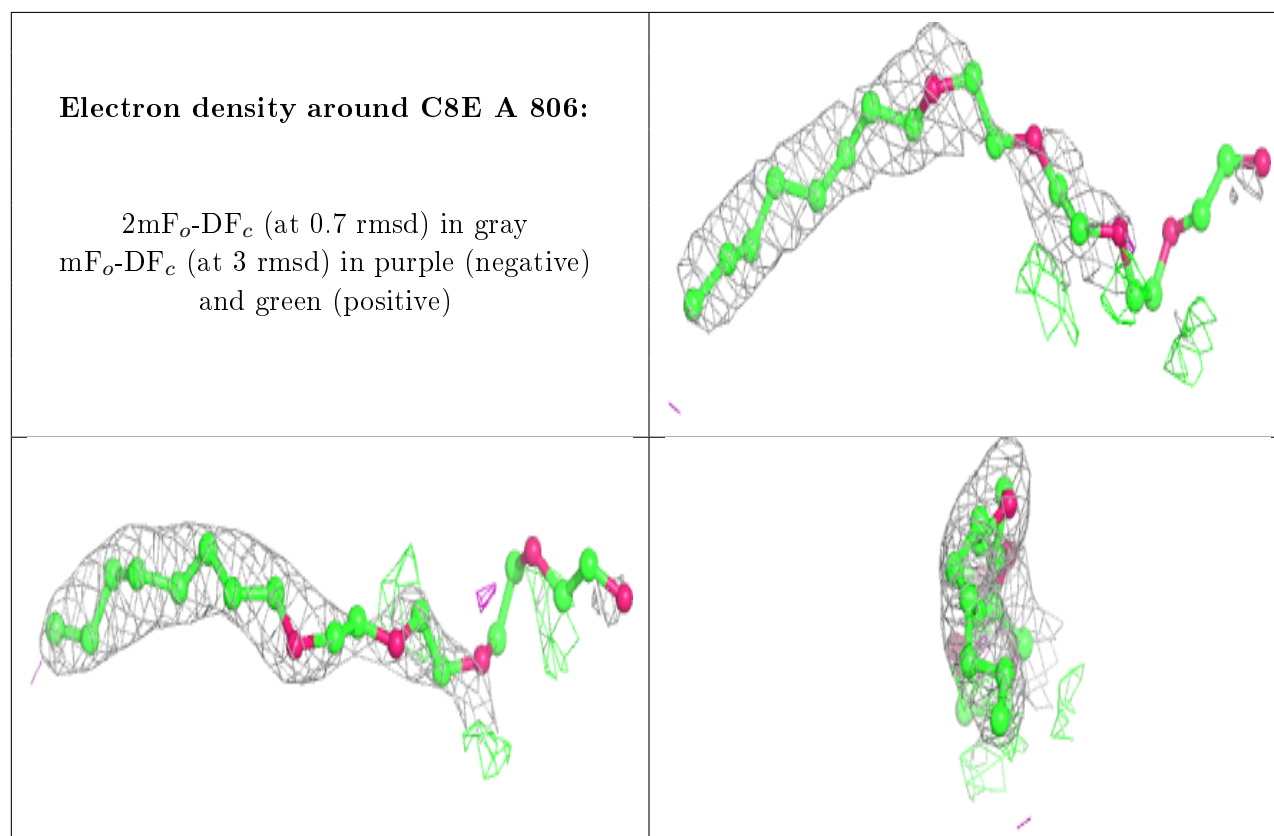 Electron density around C8E A 806:
2mFₒ-DF𝒸 (at 0.7 rmsd) in gray
mFₒ-DF𝒸 (at 3 rmsd) in purple (negative)
and green (positive)